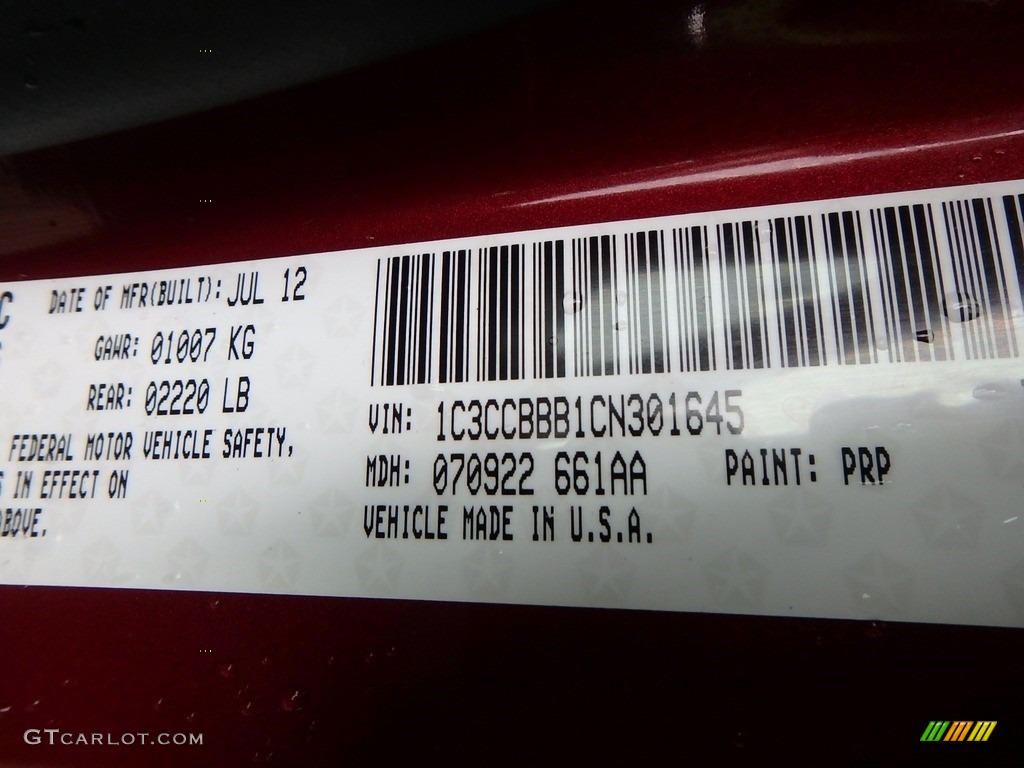 C DATE OF MFR(BUILT): JUL 12
GAWR: 01007 KG
REAR: 02220 LB
FEDERAL MOTOR VEHICLE SAFETY,
S IN EFFECT ON
ABOVE.
VIN: 1C3CCBBB1CN301645
MDH: 070922 661AA PAINT: PRP
VEHICLE MADE IN U.S.A.
GTCARLOT.COM